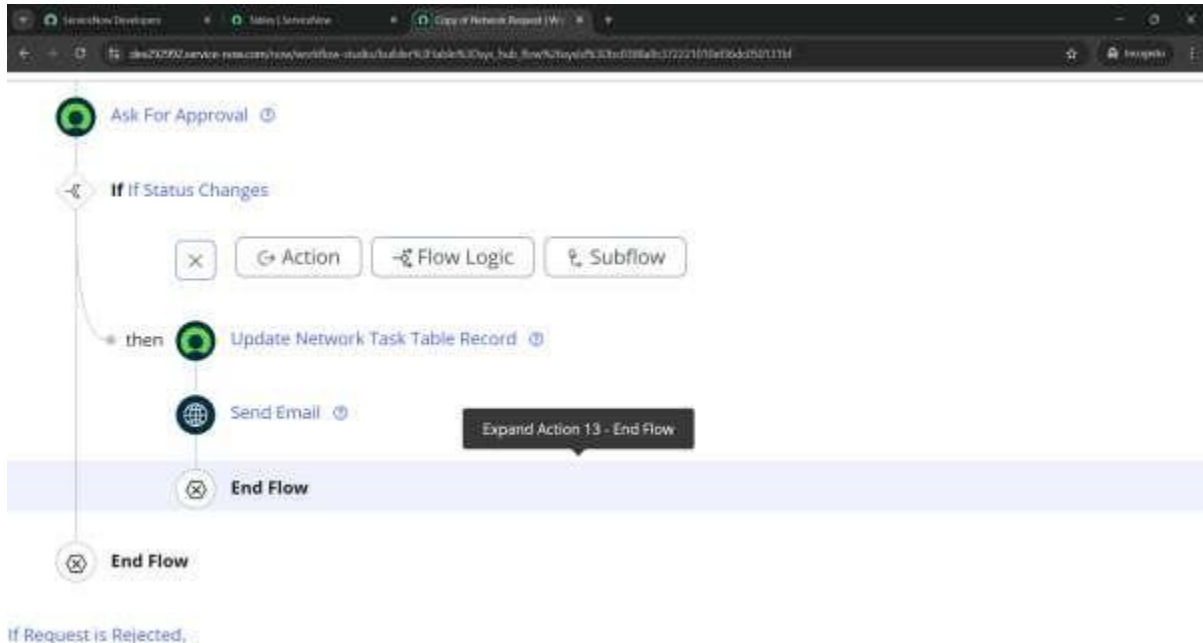 ServiceNow Developers
Tables | ServiceNow
Copy of Network Request | W
Incognito
Ask For Approval
If If Status Changes
Action
Flow Logic
Subflow
then
Update Network Task Table Record
Send Email
Expand Action 13 - End Flow
End Flow
End Flow
If Request is Rejected,